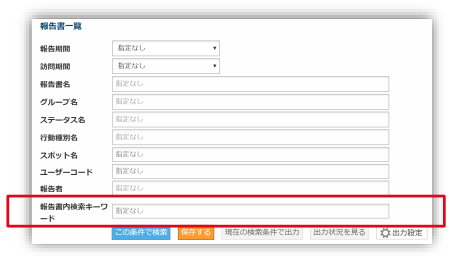 報告書一覧
報告期間 指定なし ▼
訪問期間 指定なし ▼
報告書名 指定なし
グループ名 指定なし
ステータス名 指定なし
行動種別名 指定なし
スポット名 指定なし
ユーザーコード 指定なし
報告者 指定なし
報告書内検索キーワ
ード 指定なし
この条件で検索 保存する 現在の検索条件で出力 出力状況を見る 出力設定